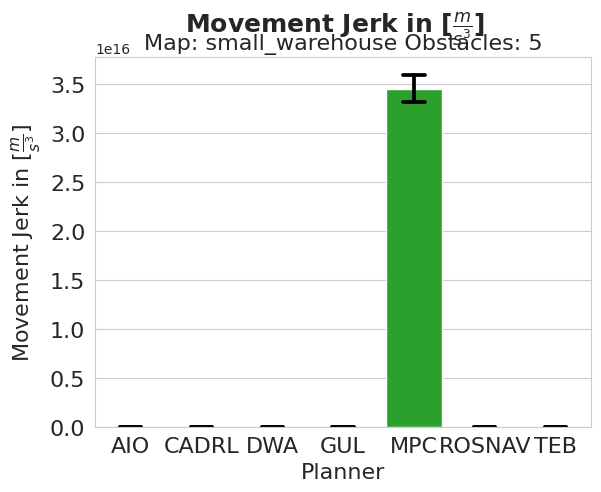 Movement Jerk in [m/s³]
Map: small_warehouse Obstacles: 5
1e16
3.5
3.0
2.5
2.0
1.5
1.0
0.5
0.0
Movement Jerk in [m/s³]
AIO CADRL DWA GUL MPC ROSNAV TEB
Planner